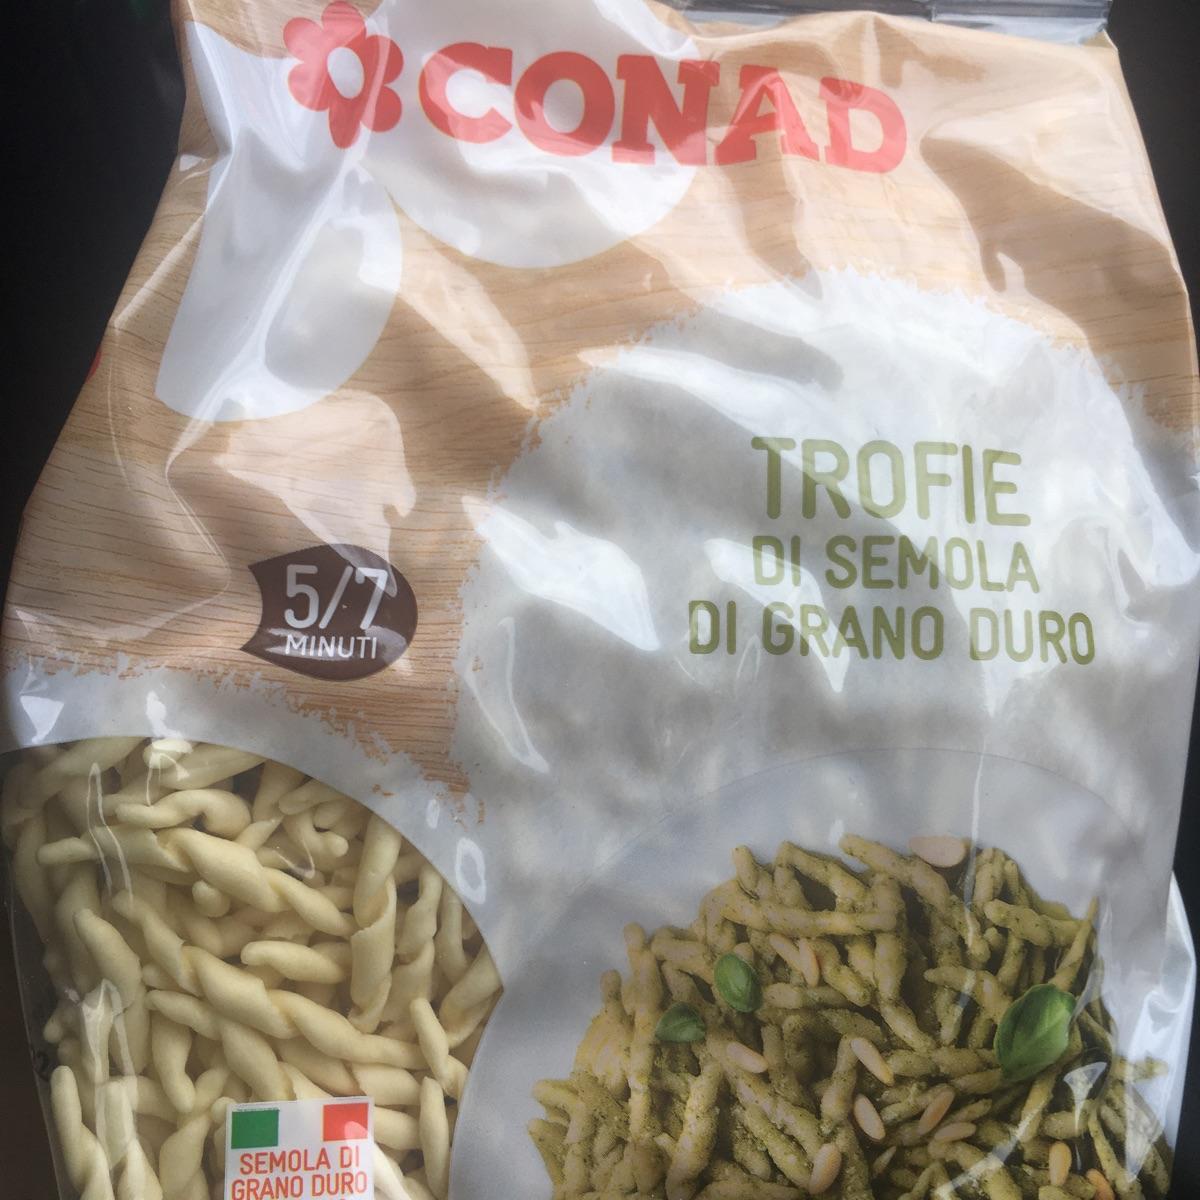 CONAD
TROFIE
DI SEMOLA
DI GRANO DURO
5/7
MINUTI
SEMOLA DI
GRANO DURO